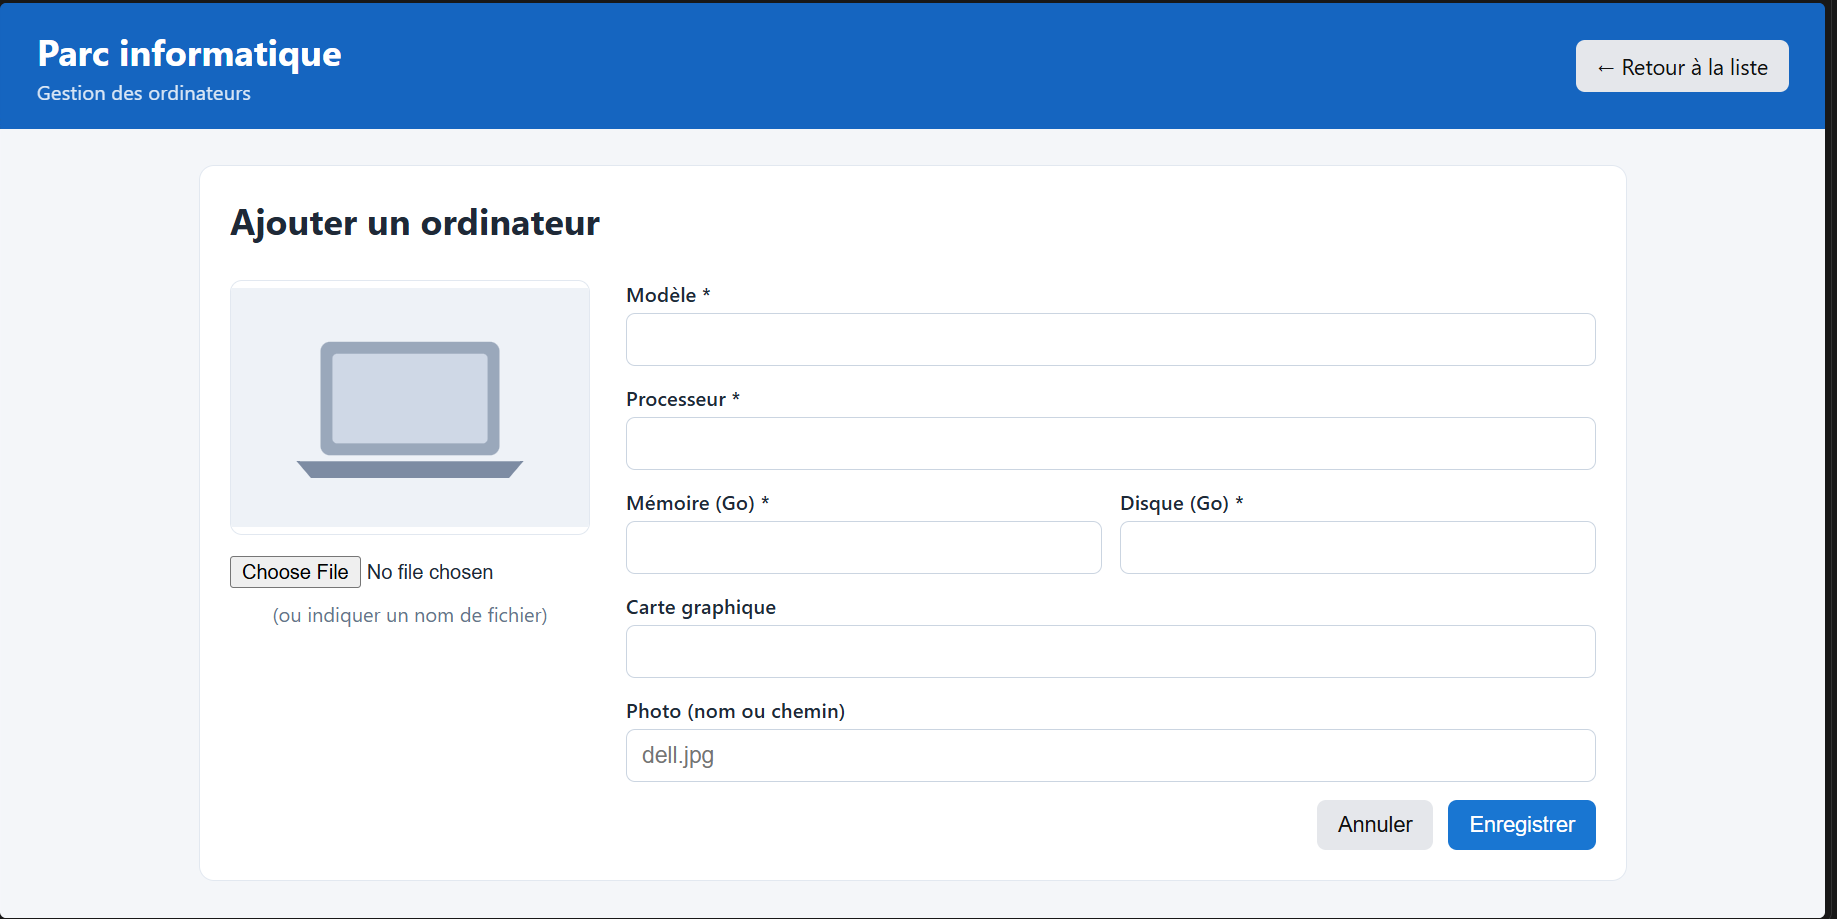 Parc informatique
Gestion des ordinateurs
← Retour à la liste
Ajouter un ordinateur
Choose File No file chosen
(ou indiquer un nom de fichier)
Modèle *
Processeur *
Mémoire (Go) *
Disque (Go) *
Carte graphique
Photo (nom ou chemin)
dell.jpg
Annuler
Enregistrer